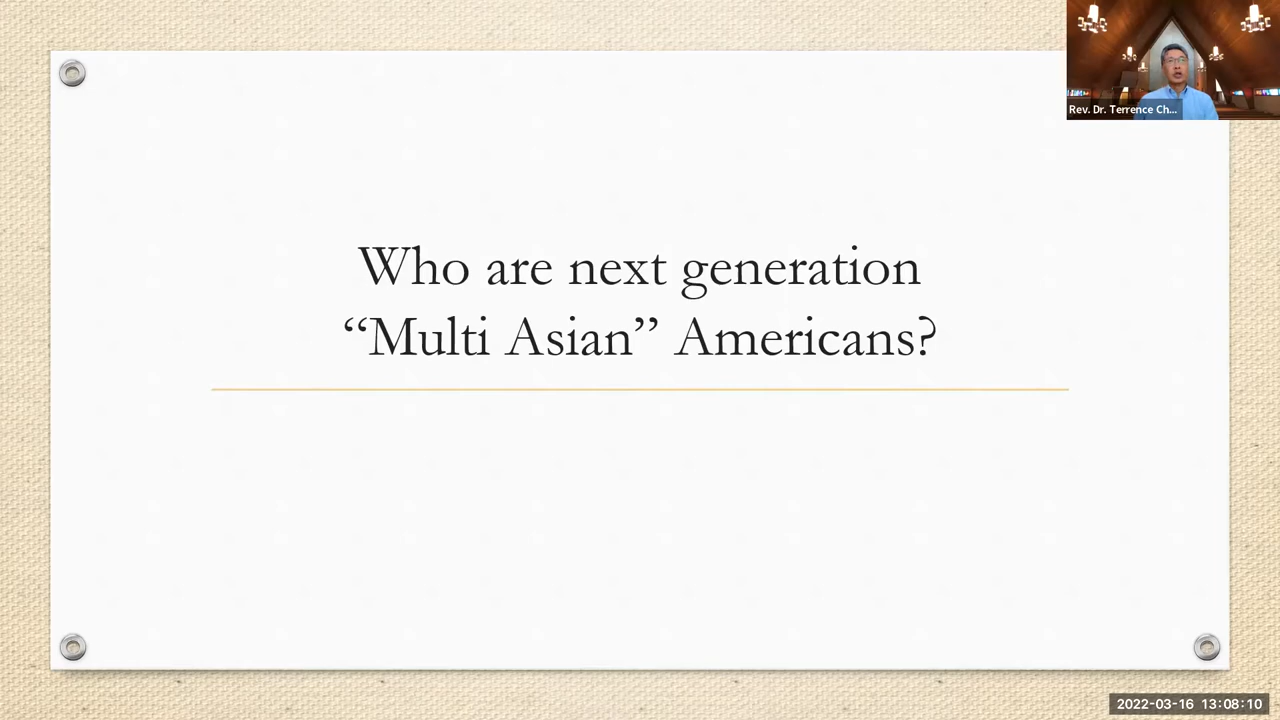 Rev. Dr. Terrence Ch...
Who are next generation
“Multi Asian” Americans?
2022-03-16 13:08:10